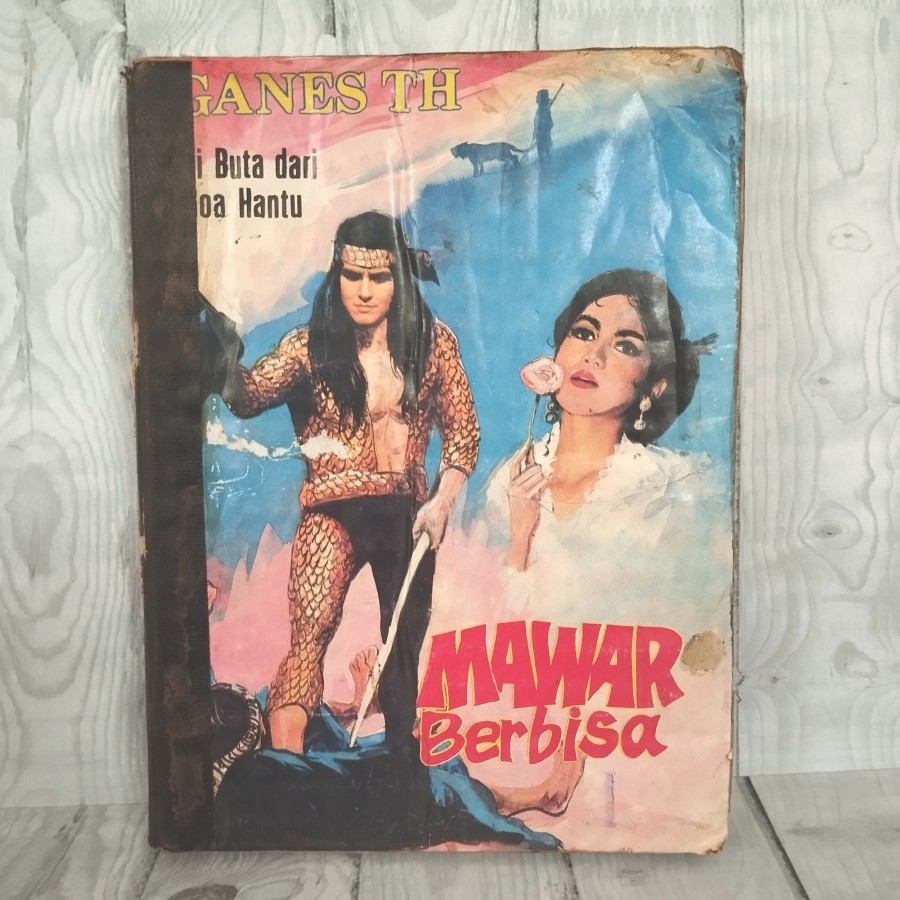 GANES TH
i Buta dari
oa Hantu
MAWAR
Berbisa